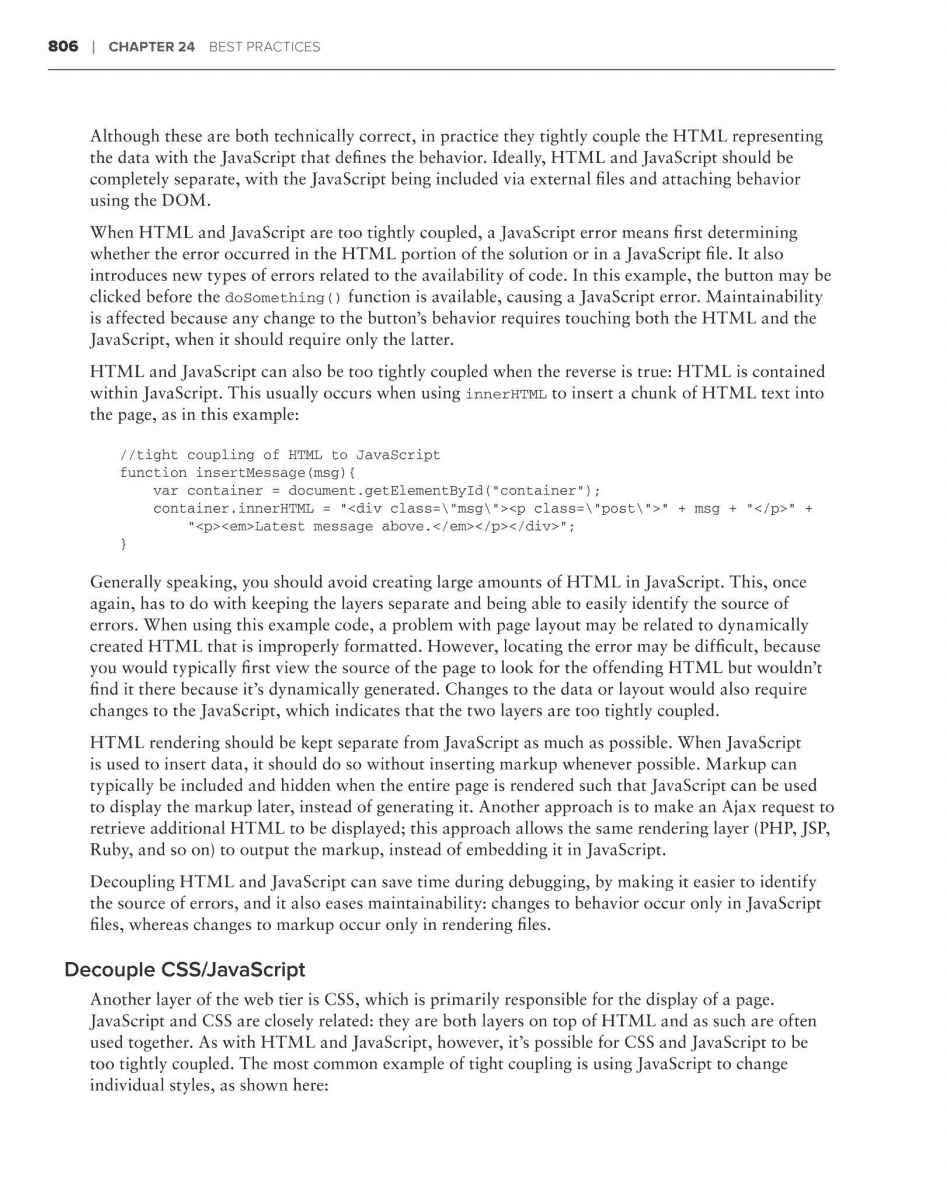 806 | CHAPTER 24 BEST PRACTICES
Although these are both technically correct, in practice they tightly couple the HTML representing
the data with the JavaScript that defines the behavior. Ideally, HTML and JavaScript should be
completely separate, with the JavaScript being included via external files and attaching behavior
using the DOM.
When HTML and JavaScript are too tightly coupled, a JavaScript error means first determining
whether the error occurred in the HTML portion of the solution or in a JavaScript file. It also
introduces new types of errors related to the availability of code. In this example, the button may be
clicked before the doSomething() function is available, causing a JavaScript error. Maintainability
is affected because any change to the button’s behavior requires touching both the HTML and the
JavaScript, when it should require only the latter.
HTML and JavaScript can also be too tightly coupled when the reverse is true: HTML is contained
within JavaScript. This usually occurs when using innerHTML to insert a chunk of HTML text into
the page, as in this example:
//tight coupling of HTML to JavaScript
function insertMessage(msg){
    var container = document.getElementById("container");
    container.innerHTML = "<div class=\"msg\"><p class=\"post\">" + msg + "</p>" +
        "<p><em>Latest message above.</em></p></div>";
}
Generally speaking, you should avoid creating large amounts of HTML in JavaScript. This, once
again, has to do with keeping the layers separate and being able to easily identify the source of
errors. When using this example code, a problem with page layout may be related to dynamically
created HTML that is improperly formatted. However, locating the error may be difficult, because
you would typically first view the source of the page to look for the offending HTML but wouldn’t
find it there because it’s dynamically generated. Changes to the data or layout would also require
changes to the JavaScript, which indicates that the two layers are too tightly coupled.
HTML rendering should be kept separate from JavaScript as much as possible. When JavaScript
is used to insert data, it should do so without inserting markup whenever possible. Markup can
typically be included and hidden when the entire page is rendered such that JavaScript can be used
to display the markup later, instead of generating it. Another approach is to make an Ajax request to
retrieve additional HTML to be displayed; this approach allows the same rendering layer (PHP, JSP,
Ruby, and so on) to output the markup, instead of embedding it in JavaScript.
Decoupling HTML and JavaScript can save time during debugging, by making it easier to identify
the source of errors, and it also eases maintainability: changes to behavior occur only in JavaScript
files, whereas changes to markup occur only in rendering files.
Decouple CSS/JavaScript
Another layer of the web tier is CSS, which is primarily responsible for the display of a page.
JavaScript and CSS are closely related: they are both layers on top of HTML and as such are often
used together. As with HTML and JavaScript, however, it’s possible for CSS and JavaScript to be
too tightly coupled. The most common example of tight coupling is using JavaScript to change
individual styles, as shown here: